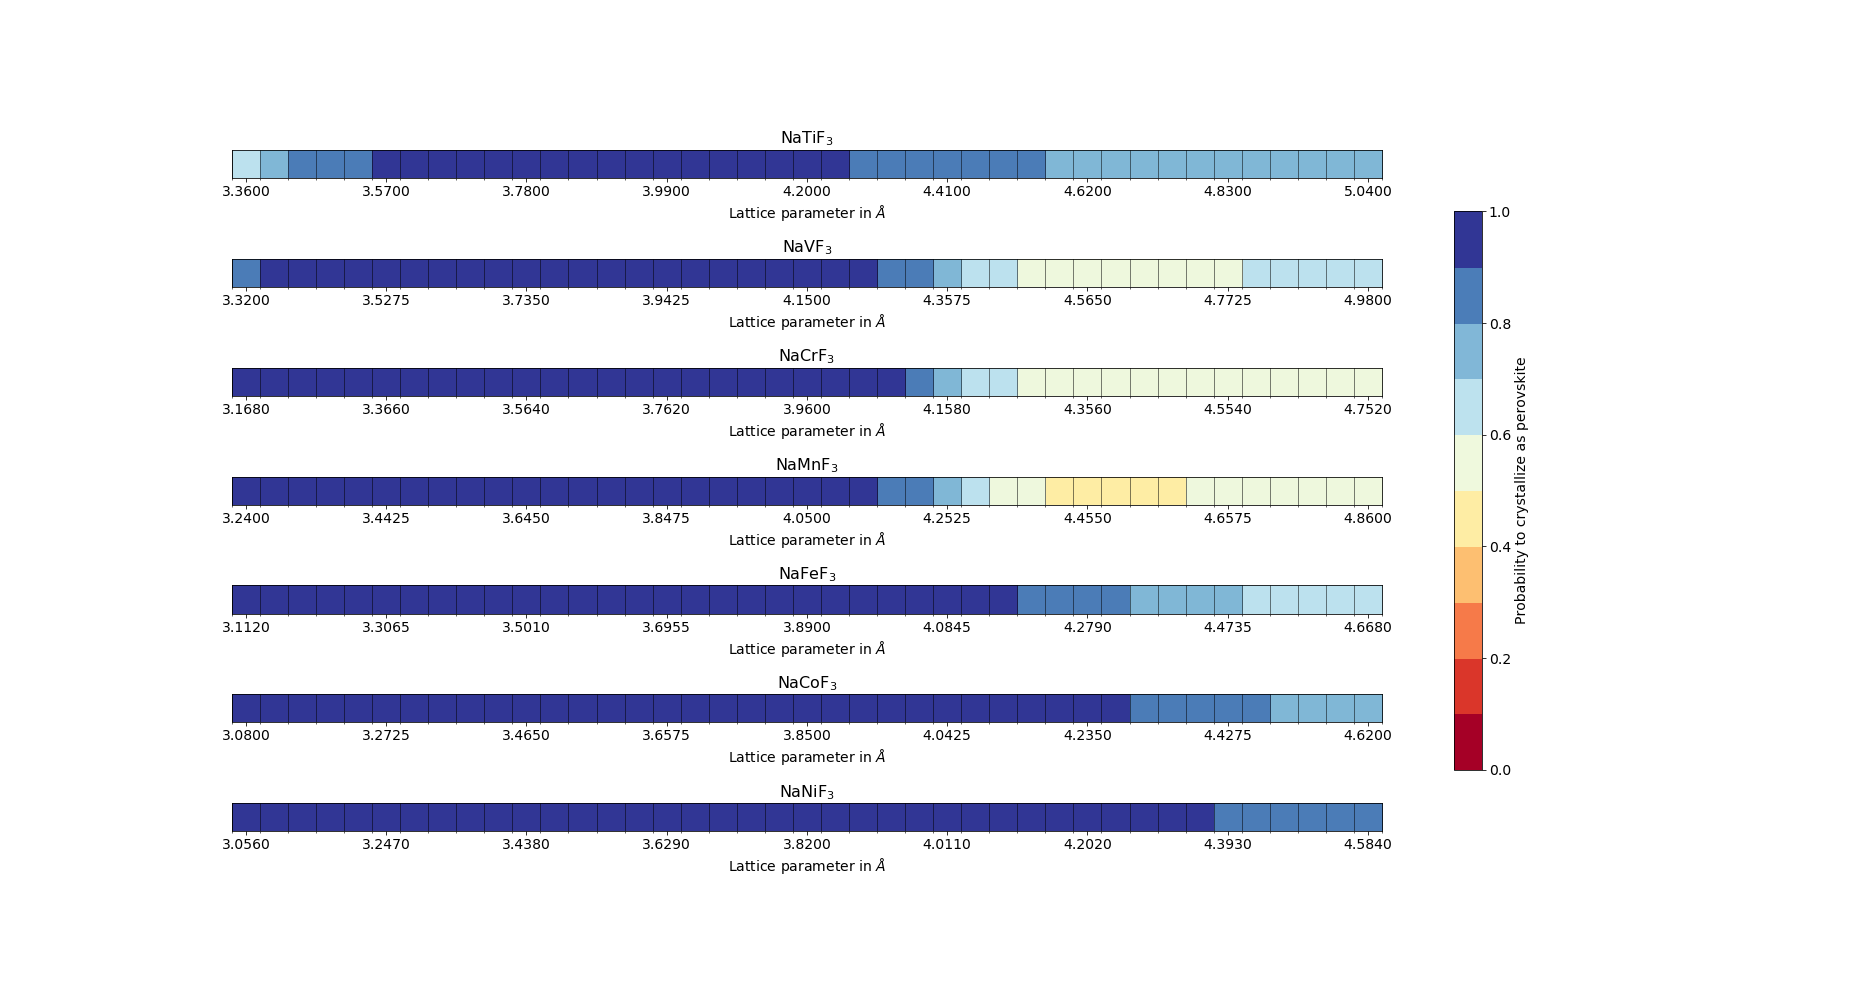 NaTiF₃
3.3600 3.5700 3.7800 3.9900 4.2000 4.4100 4.6200 4.8300 5.0400
Lattice parameter in Å
NaVF₃
3.3200 3.5275 3.7350 3.9425 4.1500 4.3575 4.5650 4.7725 4.9800
Lattice parameter in Å
NaCrF₃
3.1680 3.3660 3.5640 3.7620 3.9600 4.1580 4.3560 4.5540 4.7520
Lattice parameter in Å
NaMnF₃
3.2400 3.4425 3.6450 3.8475 4.0500 4.2525 4.4550 4.6575 4.8600
Lattice parameter in Å
NaFeF₃
3.1120 3.3065 3.5010 3.6955 3.8900 4.0845 4.2790 4.4735 4.6680
Lattice parameter in Å
NaCoF₃
3.0800 3.2725 3.4650 3.6575 3.8500 4.0425 4.2350 4.4275 4.6200
Lattice parameter in Å
NaNiF₃
3.0560 3.2470 3.4380 3.6290 3.8200 4.0110 4.2020 4.3930 4.5840
Lattice parameter in Å
1.0
0.8
0.6
0.4
0.2
0.0
Probability to crystallize as perovskite